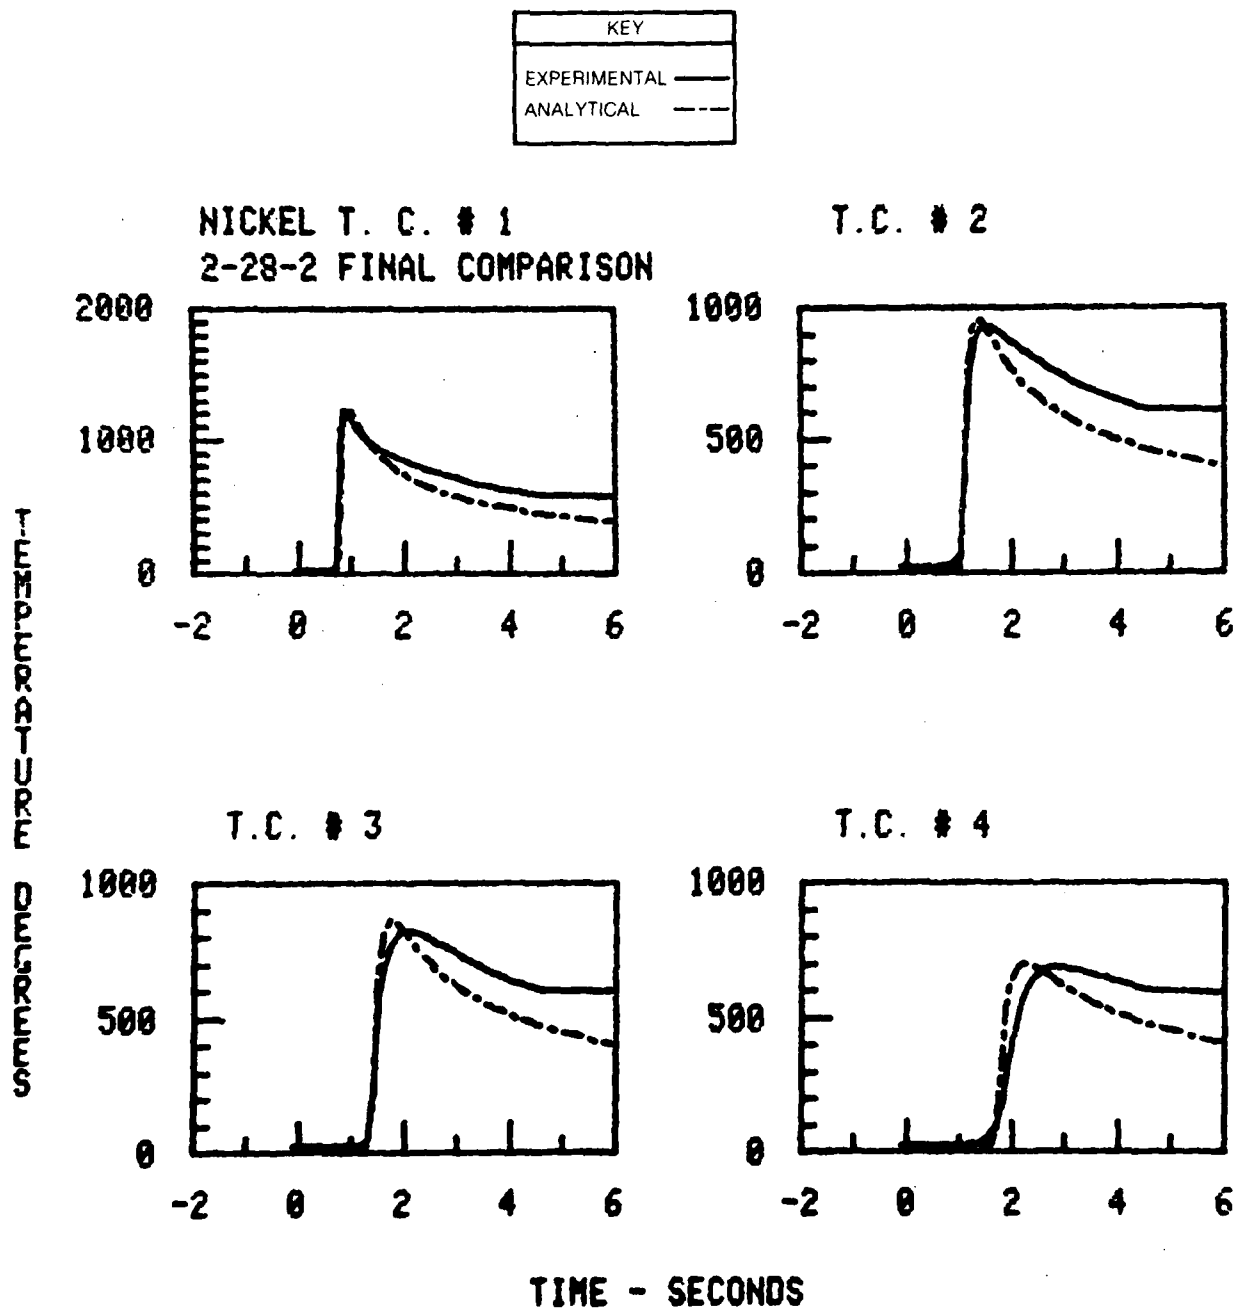 KEY
EXPERIMENTAL
ANALYTICAL
NICKEL T. C. # 1
2-28-2 FINAL COMPARISON
2000
1000
0
-2 0 2 4 6
T.C. # 2
1000
500
0
-2 0 2 4 6
TEMPERATURE DEGREES
T.C. # 3
1000
500
0
-2 0 2 4 6
T.C. # 4
1000
500
0
-2 0 2 4 6
TIME - SECONDS